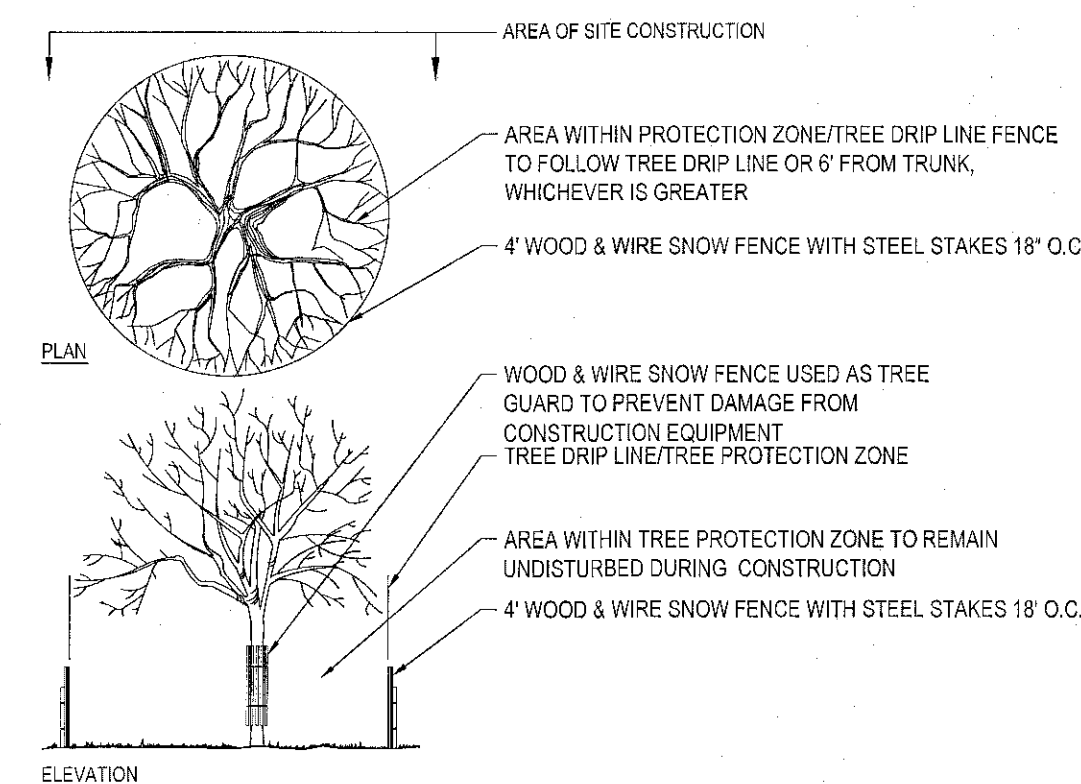 AREA OF SITE CONSTRUCTION
AREA WITHIN PROTECTION ZONE/TREE DRIP LINE FENCE
TO FOLLOW TREE DRIP LINE OR 6' FROM TRUNK,
WHICHEVER IS GREATER
4' WOOD & WIRE SNOW FENCE WITH STEEL STAKES 18" O.C
PLAN
WOOD & WIRE SNOW FENCE USED AS TREE
GUARD TO PREVENT DAMAGE FROM
CONSTRUCTION EQUIPMENT
TREE DRIP LINE/TREE PROTECTION ZONE
AREA WITHIN TREE PROTECTION ZONE TO REMAIN
UNDISTURBED DURING CONSTRUCTION
4' WOOD & WIRE SNOW FENCE WITH STEEL STAKES 18' O.C.
ELEVATION